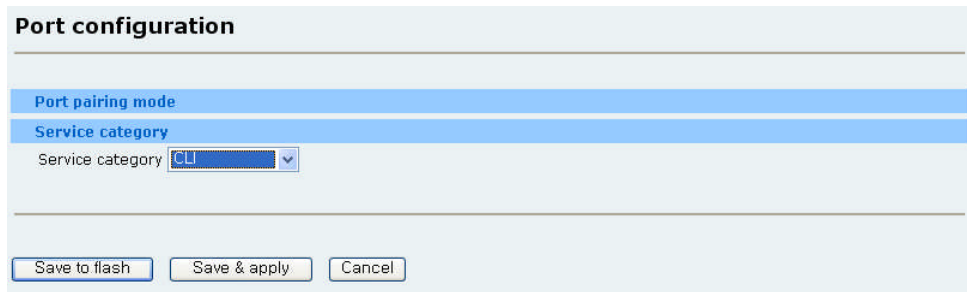 Port configuration
Port pairing mode
Service category
Service category CLI
Save to flash Save & apply Cancel